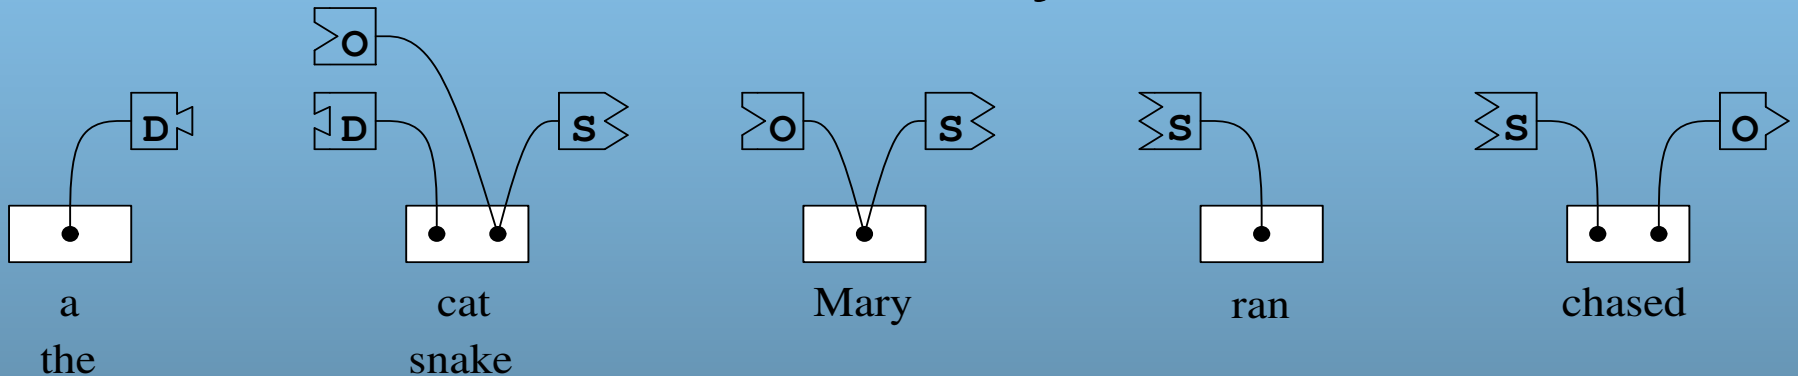 O
D D S O S S S O
a cat Mary ran chased
the snake